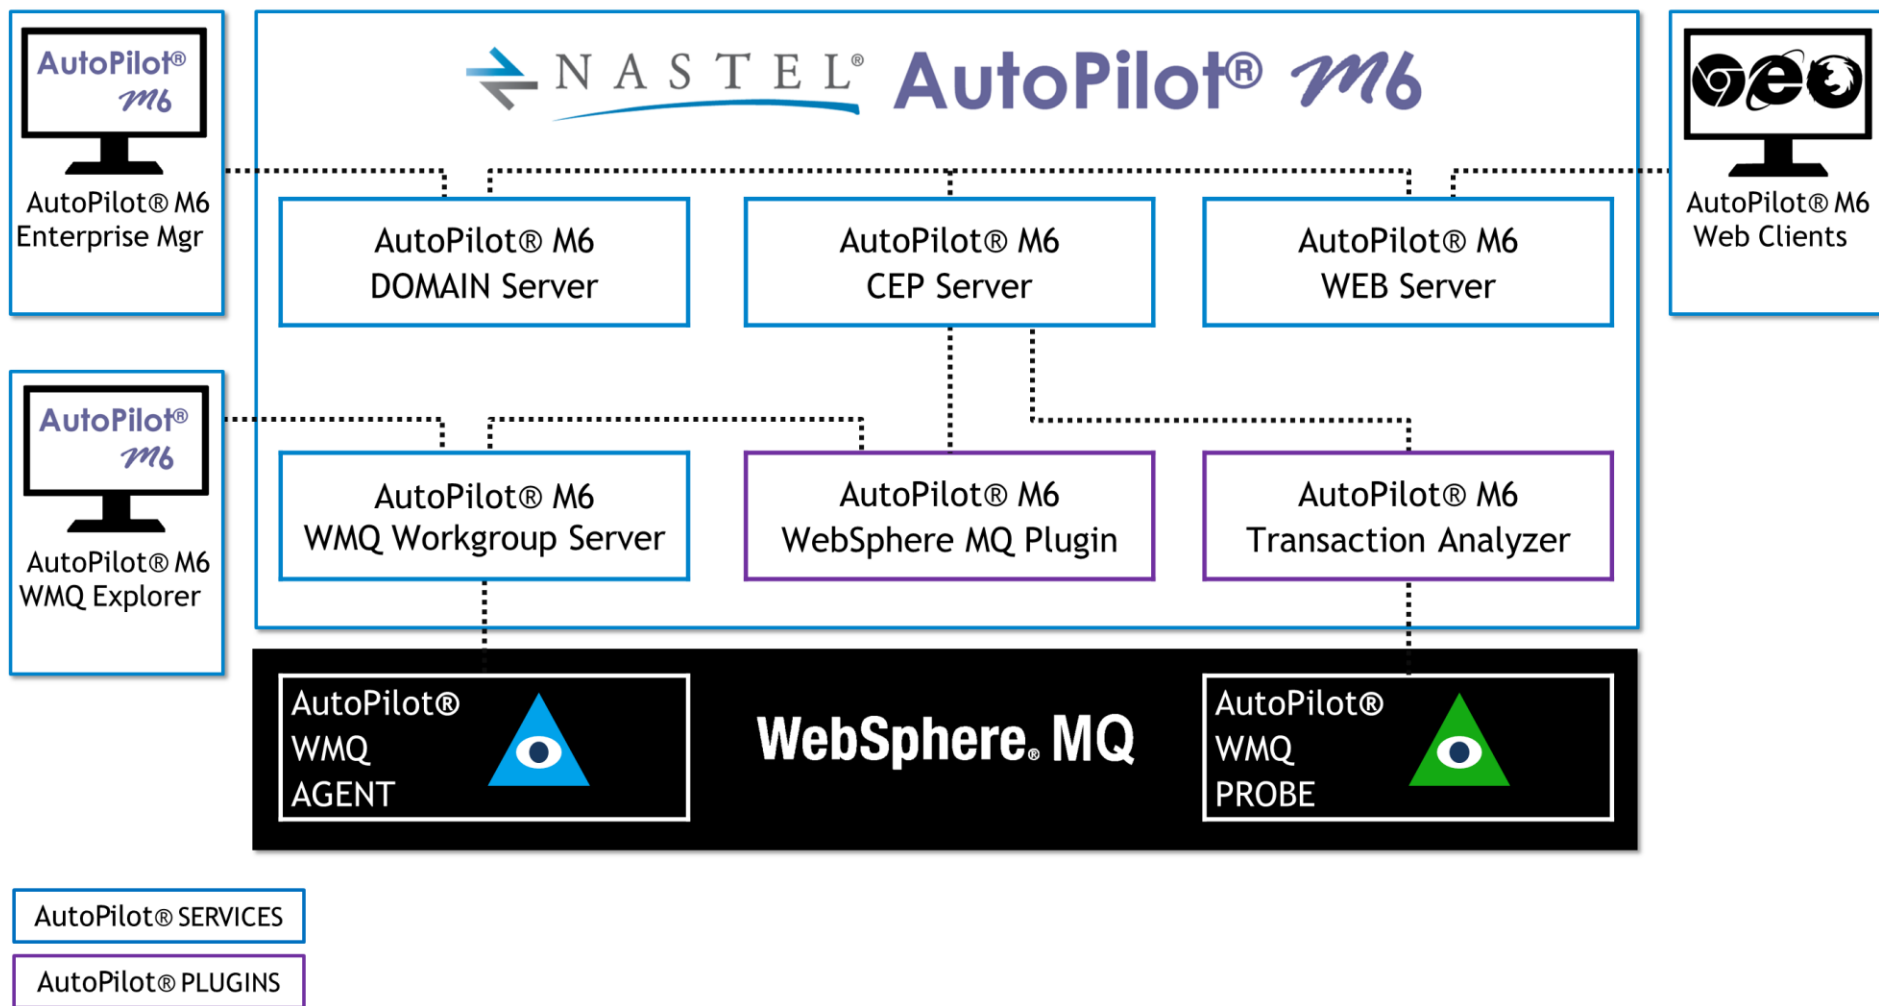 AutoPilot®
M6
AutoPilot® M6
Enterprise Mgr
NASTEL® AutoPilot® M6
AutoPilot® M6
Web Clients
AutoPilot® M6
DOMAIN Server
AutoPilot® M6
CEP Server
AutoPilot® M6
WEB Server
AutoPilot®
M6
AutoPilot® M6
WMQ Explorer
AutoPilot® M6
WMQ Workgroup Server
AutoPilot® M6
WebSphere MQ Plugin
AutoPilot® M6
Transaction Analyzer
AutoPilot®
WMQ
AGENT
WebSphere® MQ
AutoPilot®
WMQ
PROBE
AutoPilot® SERVICES
AutoPilot® PLUGINS